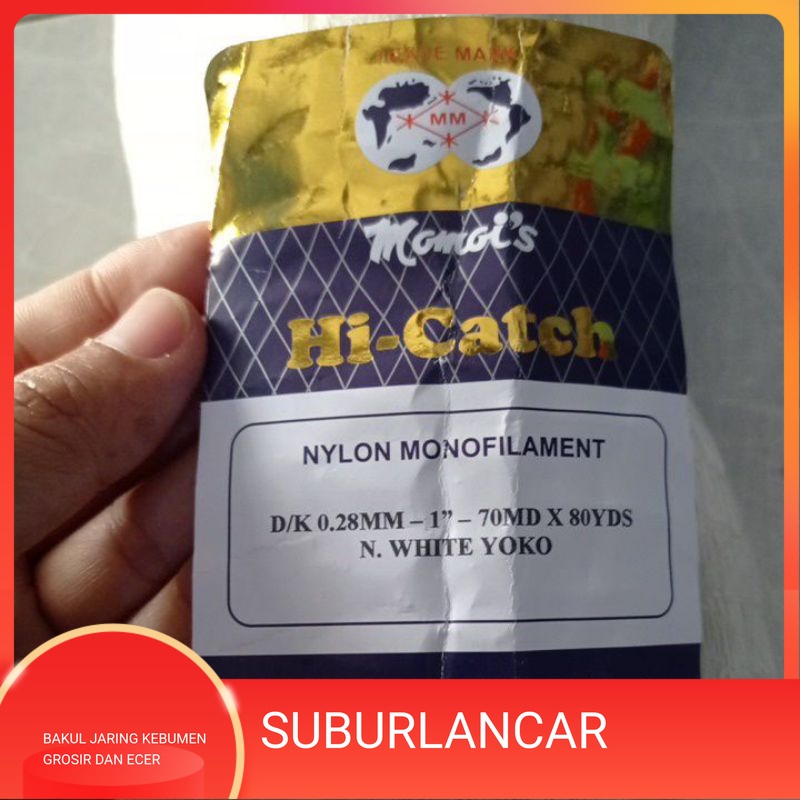 TRADE MARK
MM
Momoi's
Hi-Catch
NYLON MONOFILAMENT
D/K 0.28MM – 1” – 70MD X 80YDS
N. WHITE YOKO
BAKUL JARING KEBUMEN
GROSIR DAN ECER
SUBURLANCAR